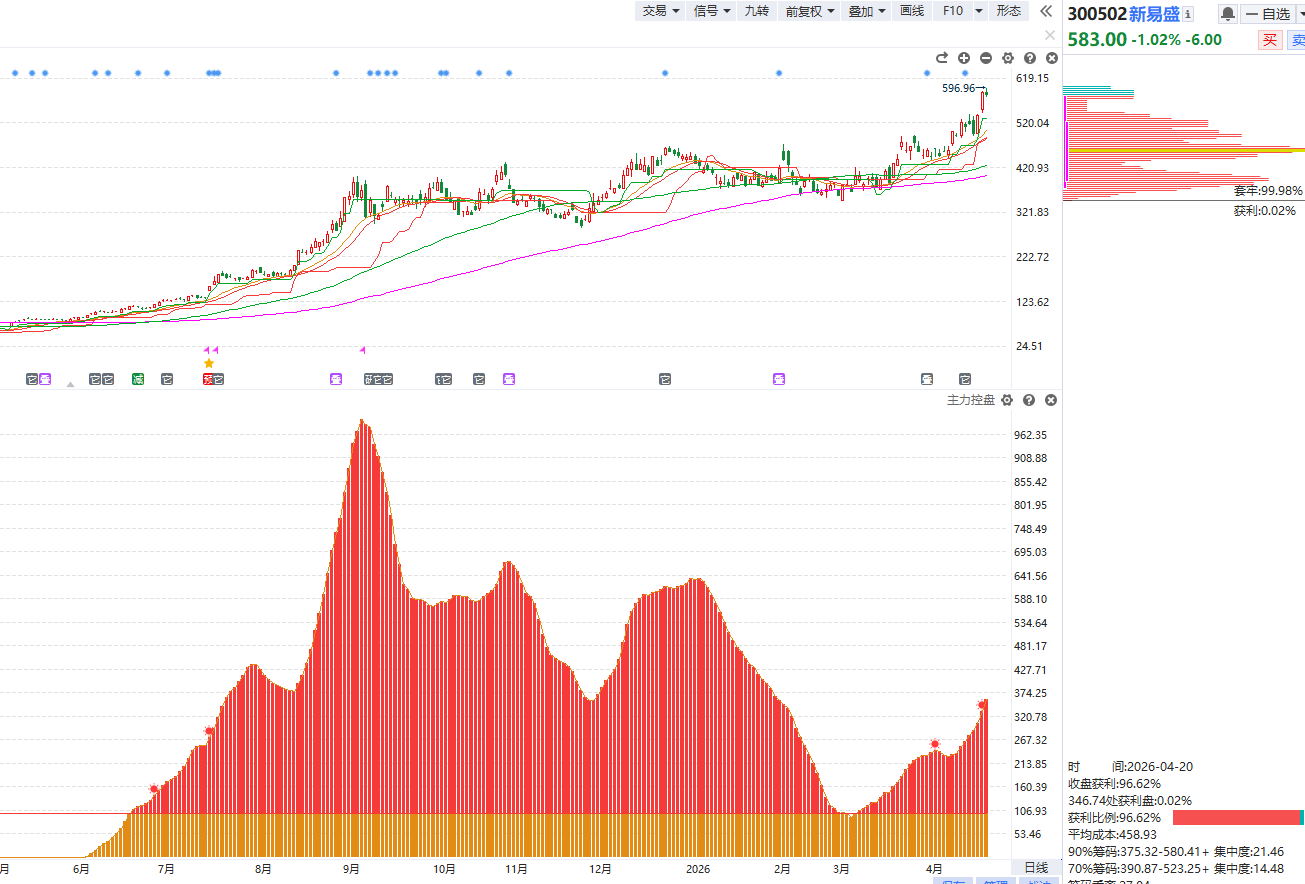 交易 信号 九转 前复权 叠加 画线 F10 形态
300502 新易盛
自选
583.00 -1.02% -6.00
买 卖
596.96
619.15
520.04
420.93
321.83
222.72
123.62
24.51
套牢:99.98%
获利:0.02%
主力控盘
962.35
908.88
855.42
801.95
748.49
695.03
641.56
588.10
534.64
481.17
427.71
374.25
320.78
267.32
213.85
160.39
106.93
53.46
月 6月 7月 8月 9月 10月 11月 12月 2026 2月 3月 4月 日线
时 间:2026-04-20
收盘获利:96.62%
346.74处获利盘:0.02%
获利比例:96.62%
平均成本:458.93
90%筹码:375.32-580.41+ 集中度:21.46
70%筹码:390.87-523.25+ 集中度:14.48